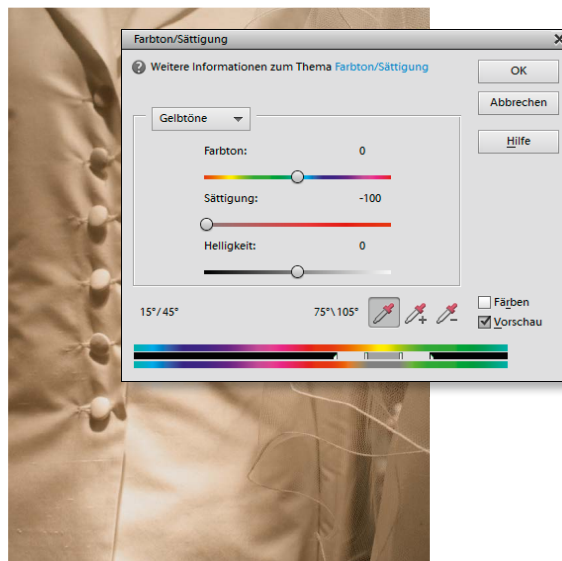 Farbton/Sättigung
Weitere Informationen zum Thema Farbton/Sättigung
OK
Abbrechen
Hilfe
Gelbtöne
Farbton: 0
Sättigung: -100
Helligkeit: 0
15°/45° 75°\105°
Färben
Vorschau